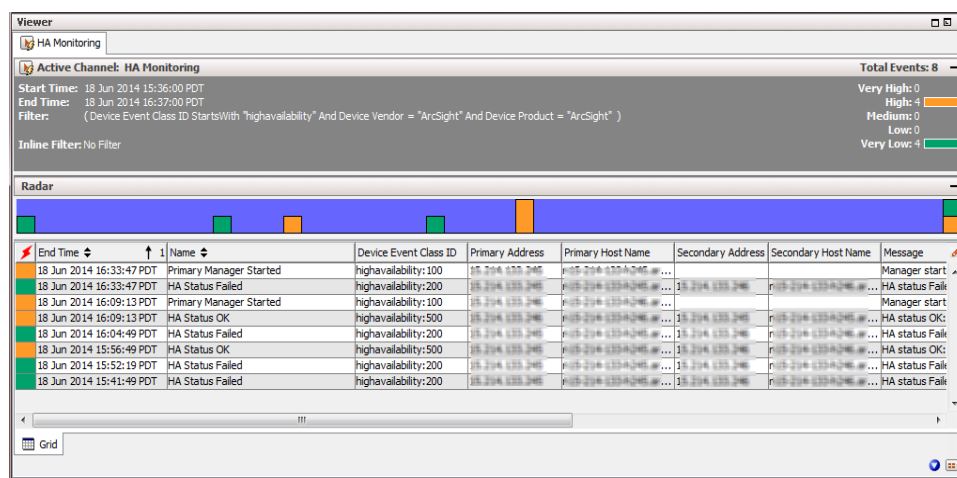 Viewer
HA Monitoring
Active Channel: HA Monitoring Total Events: 8
Start Time: 18 Jun 2014 15:36:00 PDT Very High: 0
End Time: 18 Jun 2014 16:37:00 PDT High: 4
Filter: ( Device Event Class ID StartsWith "highavailability" And Device Vendor = "ArcSight" And Device Product = "ArcSight" ) Medium: 0
Low: 0
Inline Filter: No Filter Very Low: 4
Radar
End Time 1 Name Device Event Class ID Primary Address Primary Host Name Secondary Address Secondary Host Name Message
18 Jun 2014 16:33:47 PDT Primary Manager Started highavailability:100 Manager start
18 Jun 2014 16:33:47 PDT HA Status Failed highavailability:200 HA status Faile
18 Jun 2014 16:09:13 PDT Primary Manager Started highavailability:100 Manager start
18 Jun 2014 16:09:13 PDT HA Status OK highavailability:500 HA status OK:
18 Jun 2014 16:04:49 PDT HA Status Failed highavailability:200 HA status Faile
18 Jun 2014 15:56:49 PDT HA Status OK highavailability:500 HA status OK:
18 Jun 2014 15:52:19 PDT HA Status Failed highavailability:200 HA status Faile
18 Jun 2014 15:41:49 PDT HA Status Failed highavailability:200 HA status Faile
Grid